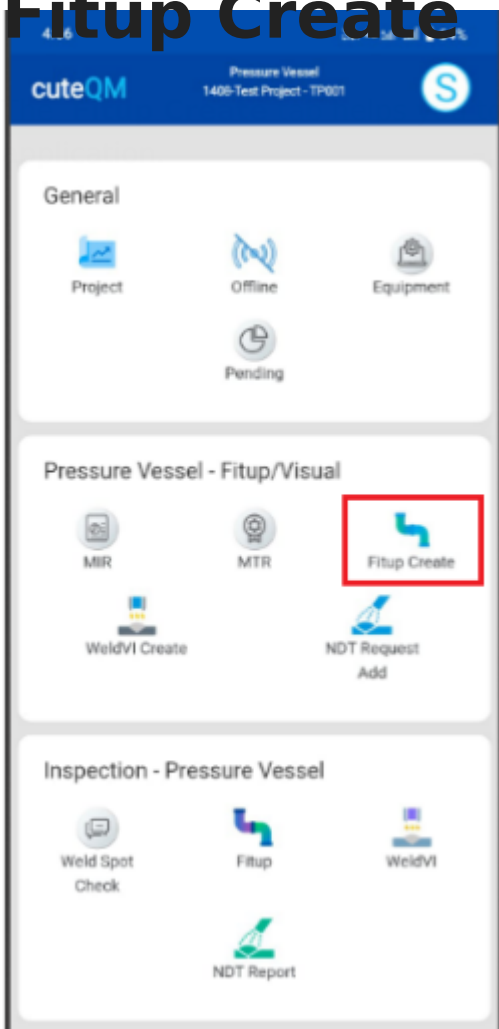 Fitup Create
cuteQM
Pressure Vessel
1408-Test Project - TP001
S
General
Project
Offline
Equipment
Pending
Pressure Vessel - Fitup/Visual
MIR
MTR
Fitup Create
WeldVI Create
NDT Request
Add
Inspection - Pressure Vessel
Weld Spot
Check
Fitup
WeldVI
NDT Report